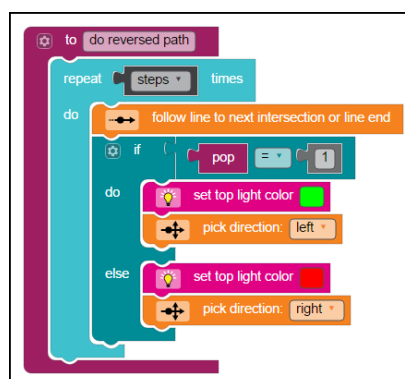 to do reversed path
repeat steps times
do follow line to next intersection or line end
if pop = 1
do set top light color
pick direction: left
else set top light color
pick direction: right